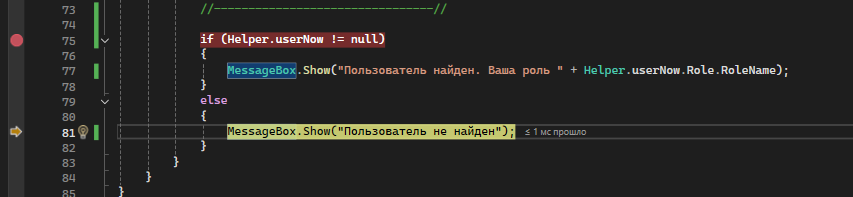 73 //--------------------------------//
74
75 if (Helper.userNow != null)
76 {
77 MessageBox.Show("Пользователь найден. Ваша роль " + Helper.userNow.Role.RoleName);
78 }
79 else
80 {
81 MessageBox.Show("Пользователь не найден"); ≤ 1 мс прошло
82 }
83 }
84 }
85 }